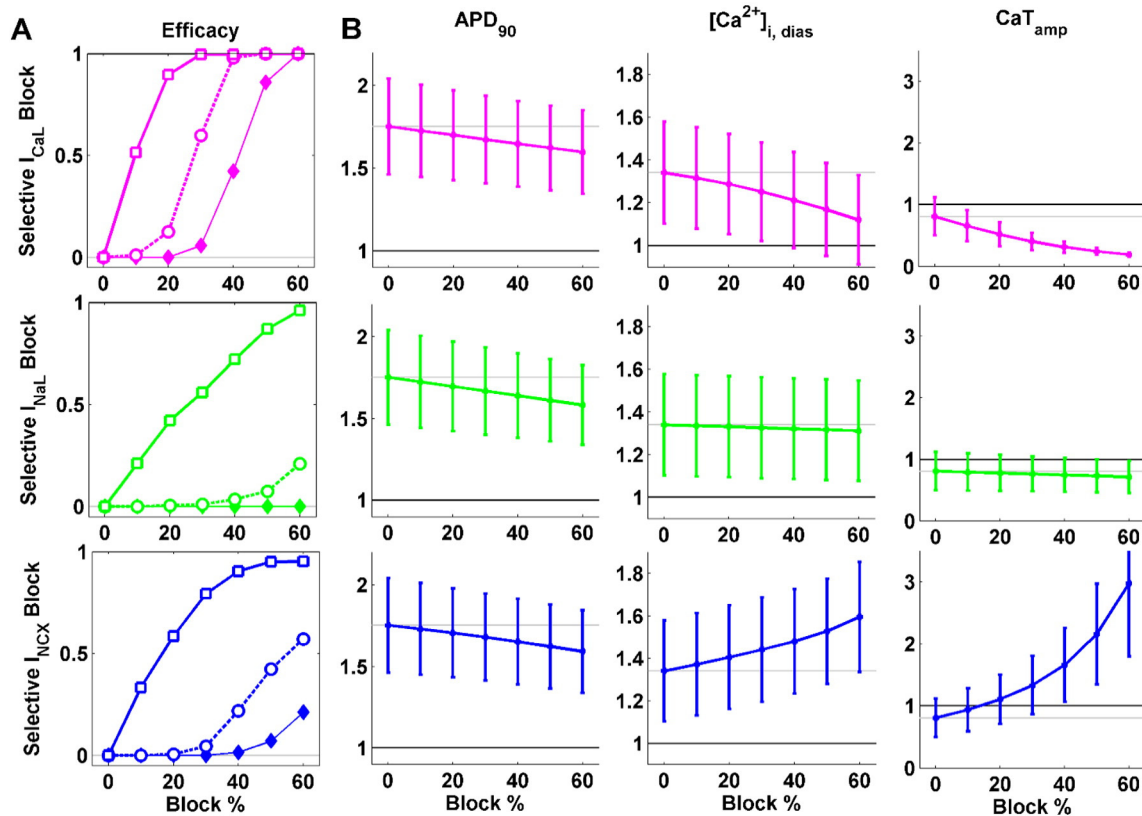 A
Efficacy
B
APD90
[Ca2+]i, dias
CaTamp
Selective ICaL Block
1
0.5
0
0 20 40 60
2
1.5
1
0 20 40 60
1.8
1.6
1.4
1.2
1
0 20 40 60
3
2
1
0
0 20 40 60
Selective INaL Block
1
0.5
0
0 20 40 60
2
1.5
1
0 20 40 60
1.8
1.6
1.4
1.2
1
0 20 40 60
3
2
1
0
0 20 40 60
Selective INCX Block
1
0.5
0
0 20 40 60
Block %
2
1.5
1
0 20 40 60
Block %
1.8
1.6
1.4
1.2
1
0 20 40 60
Block %
3
2
1
0
0 20 40 60
Block %